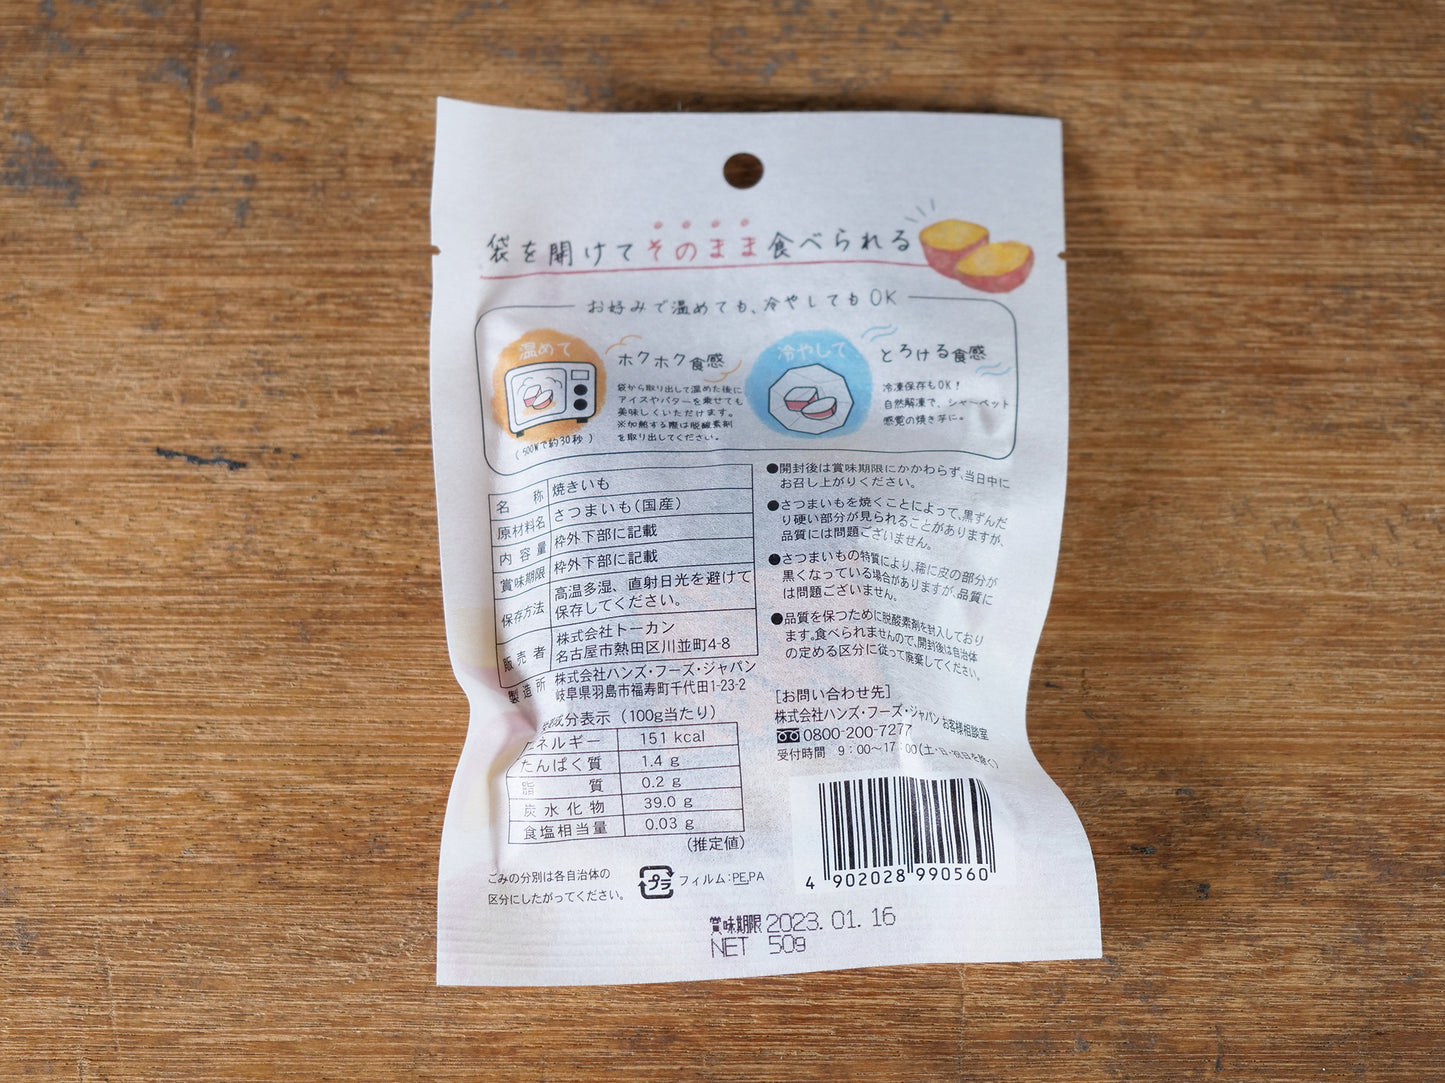 袋を開けてそのまま食べられる
お好みで温めても、冷やしてもOK
温めて
(500Wで約30秒)
ホクホク食感
袋から取り出して温めた後に
アイスやバターを乗せても
美味しくいただけます。
※加熱する際は脱酸素剤
を取り出してください。
冷やして
とろける食感
冷凍保存もOK!
自然解凍で、シャーベット
感覚の焼き芋に。
名称 焼きいも
原材料名 さつまいも(国産)
内容量 枠外下部に記載
賞味期限 枠外下部に記載
保存方法 高温多湿、直射日光を避けて
保存してください。
販売者 株式会社トーカン
名古屋市熱田区川並町4-8
製造所 株式会社ハンズ・フーズ・ジャパン
岐阜県羽島市福寿町千代田1-23-2
成分表示(100g当たり)
エネルギー 151 kcal
たんぱく質 1.4 g
脂質 0.2 g
炭水化物 39.0 g
食塩相当量 0.03 g
(推定値)
ごみの分別は各自治体の
区分にしたがってください。
プラ フィルム:PE,PA
●開封後は賞味期限にかかわらず、当日中に
お召し上がりください。
●さつまいもを焼くことによって、黒ずんだ
り硬い部分が見られることがありますが、
品質には問題ございません。
●さつまいもの特質により、稀に皮の部分が
黒くなっている場合がありますが、品質に
は問題ございません。
●品質を保つために脱酸素剤を封入しており
ます。食べられませんので、開封後は自治体
の定める区分に従って廃棄してください。
[お問い合わせ先]
株式会社ハンズ・フーズ・ジャパン お客様相談室
0800-200-7277
受付時間 9:00〜17:00(土・日・祝日を除く)
4 902028 990560
賞味期限 2023.01.16
NET 50g